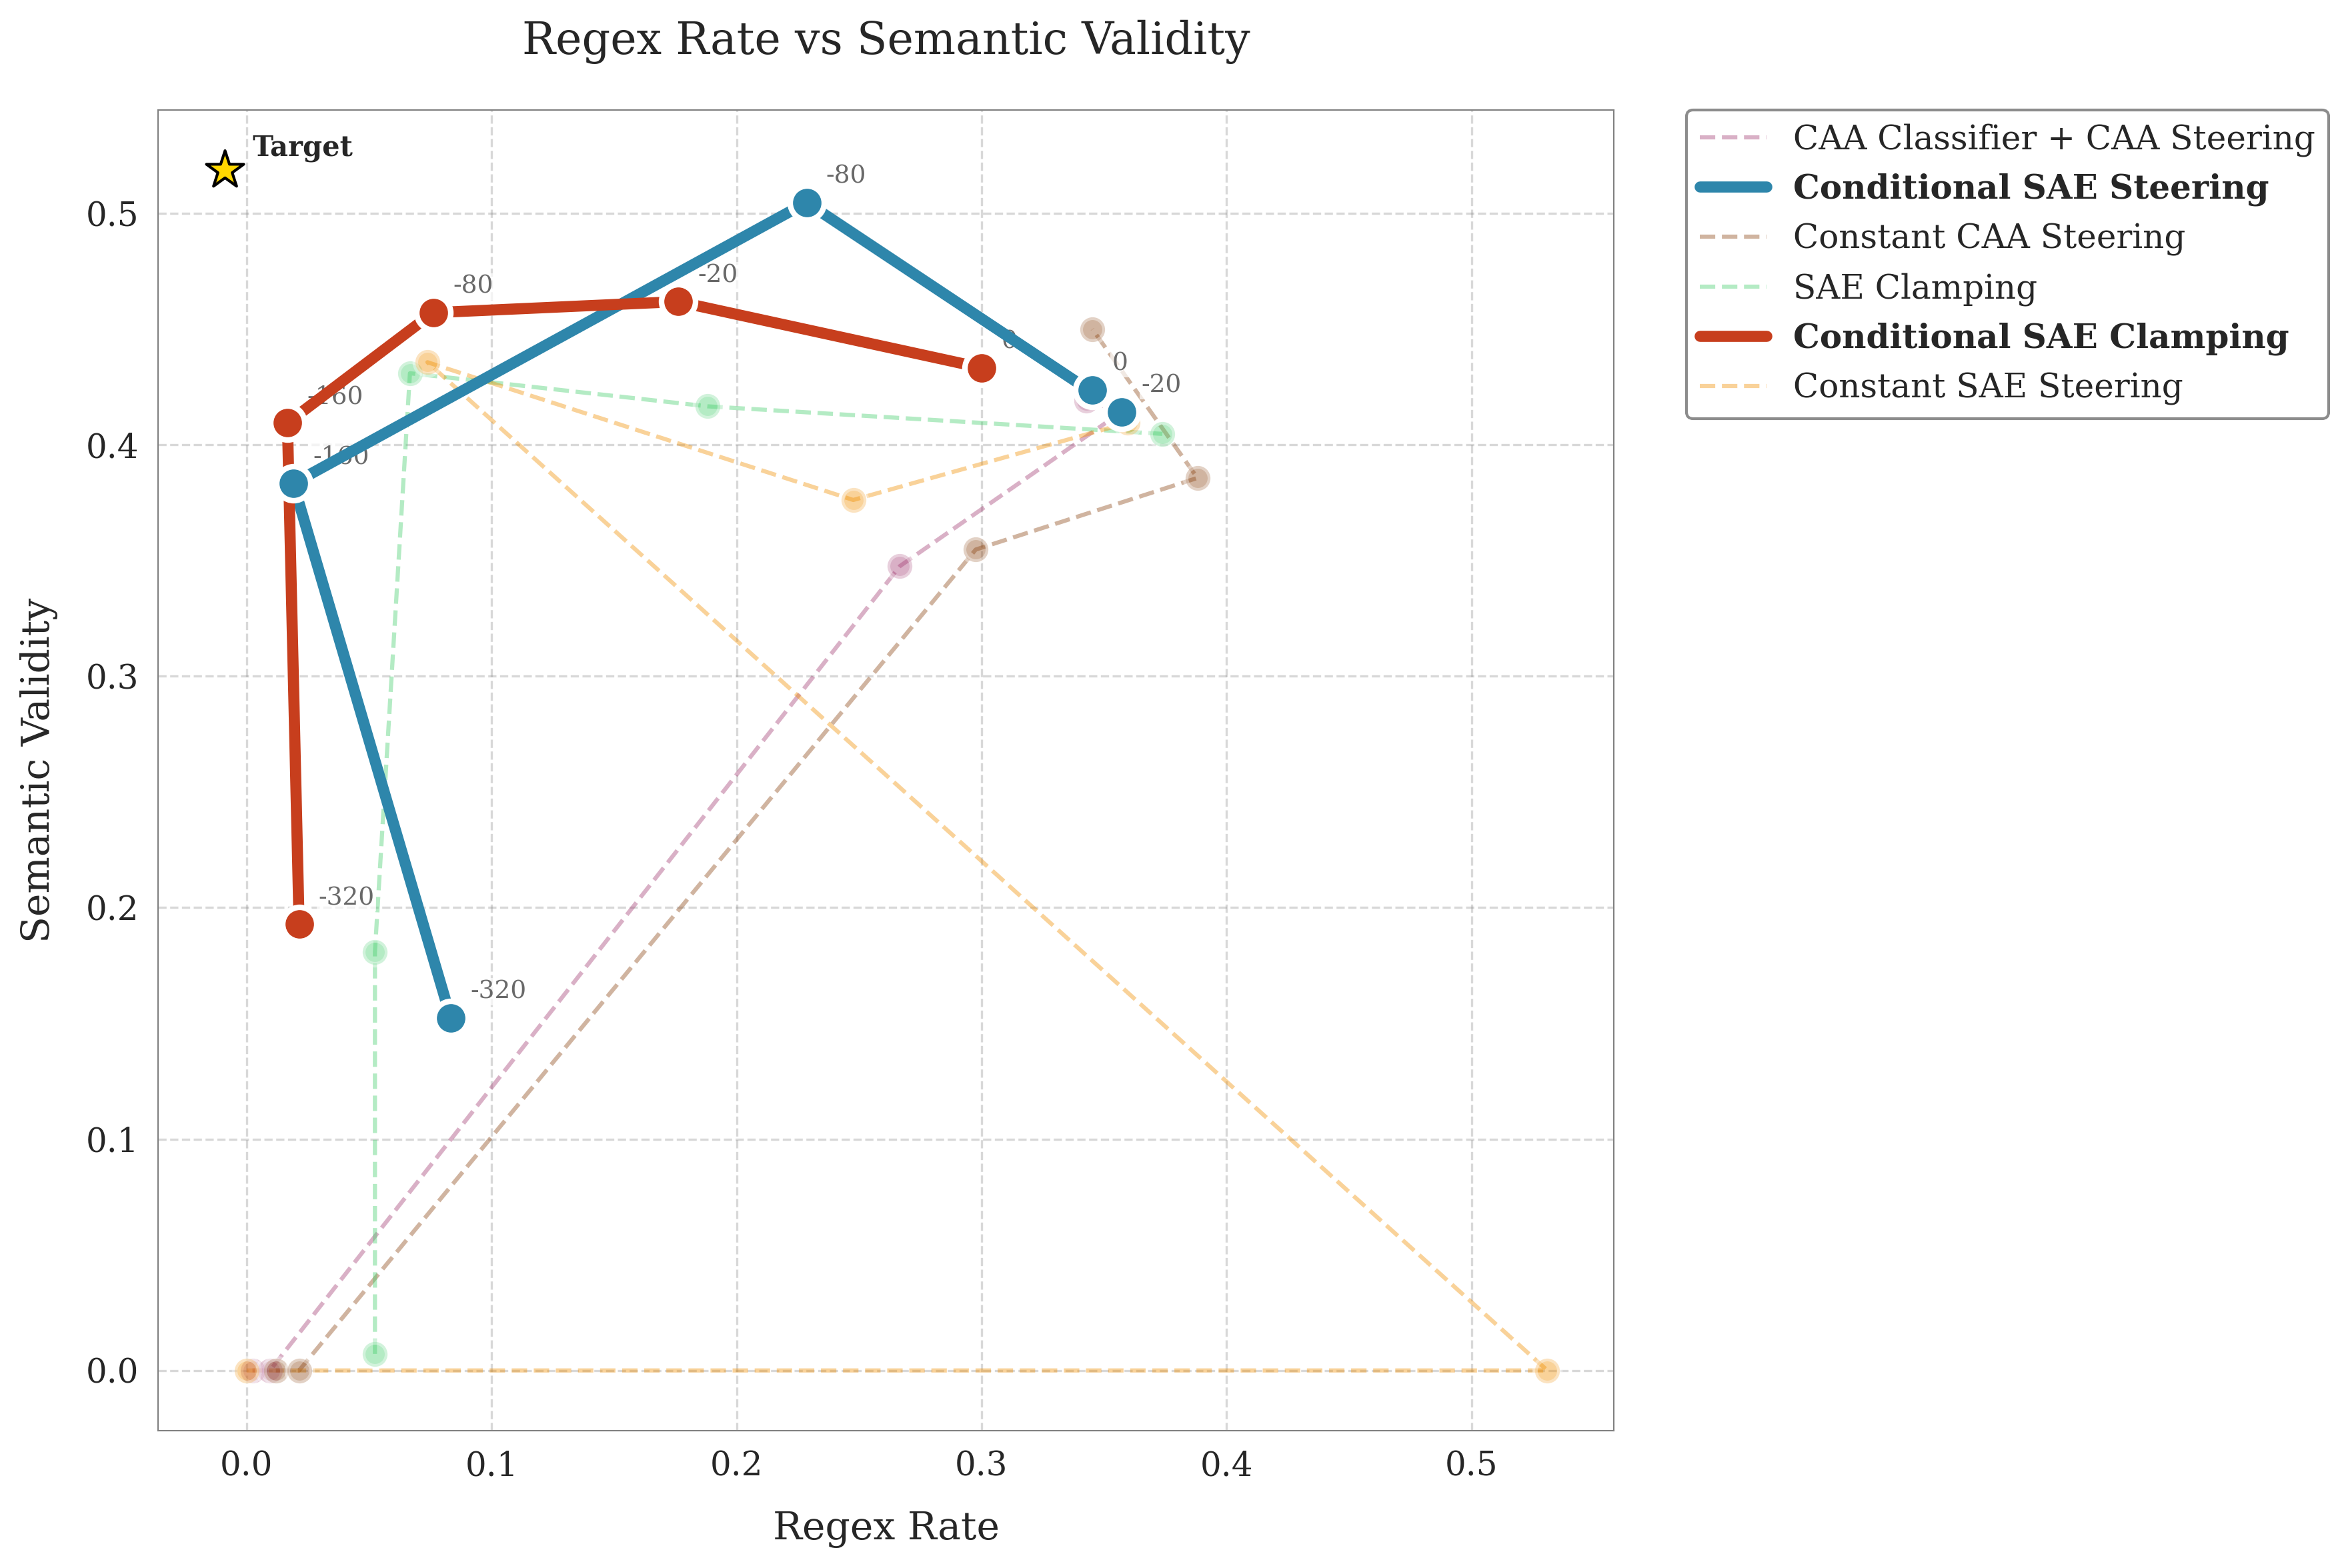 Regex Rate vs Semantic Validity
Target
-80
-20
-80
0
0
-20
-160
-160
-320
-320
0.5
0.4
0.3
0.2
0.1
0.0
Semantic Validity
0.0
0.1
0.2
0.3
0.4
0.5
Regex Rate
CAA Classifier + CAA Steering
Conditional SAE Steering
Constant CAA Steering
SAE Clamping
Conditional SAE Clamping
Constant SAE Steering